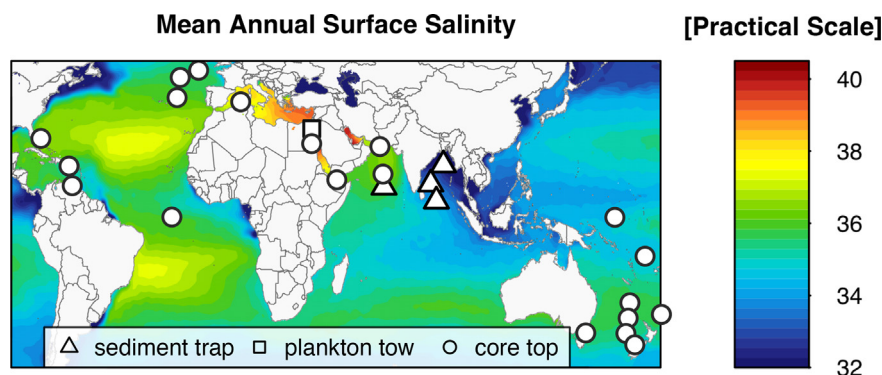 Mean Annual Surface Salinity
[Practical Scale]
40
38
36
34
32
sediment trap
plankton tow
core top